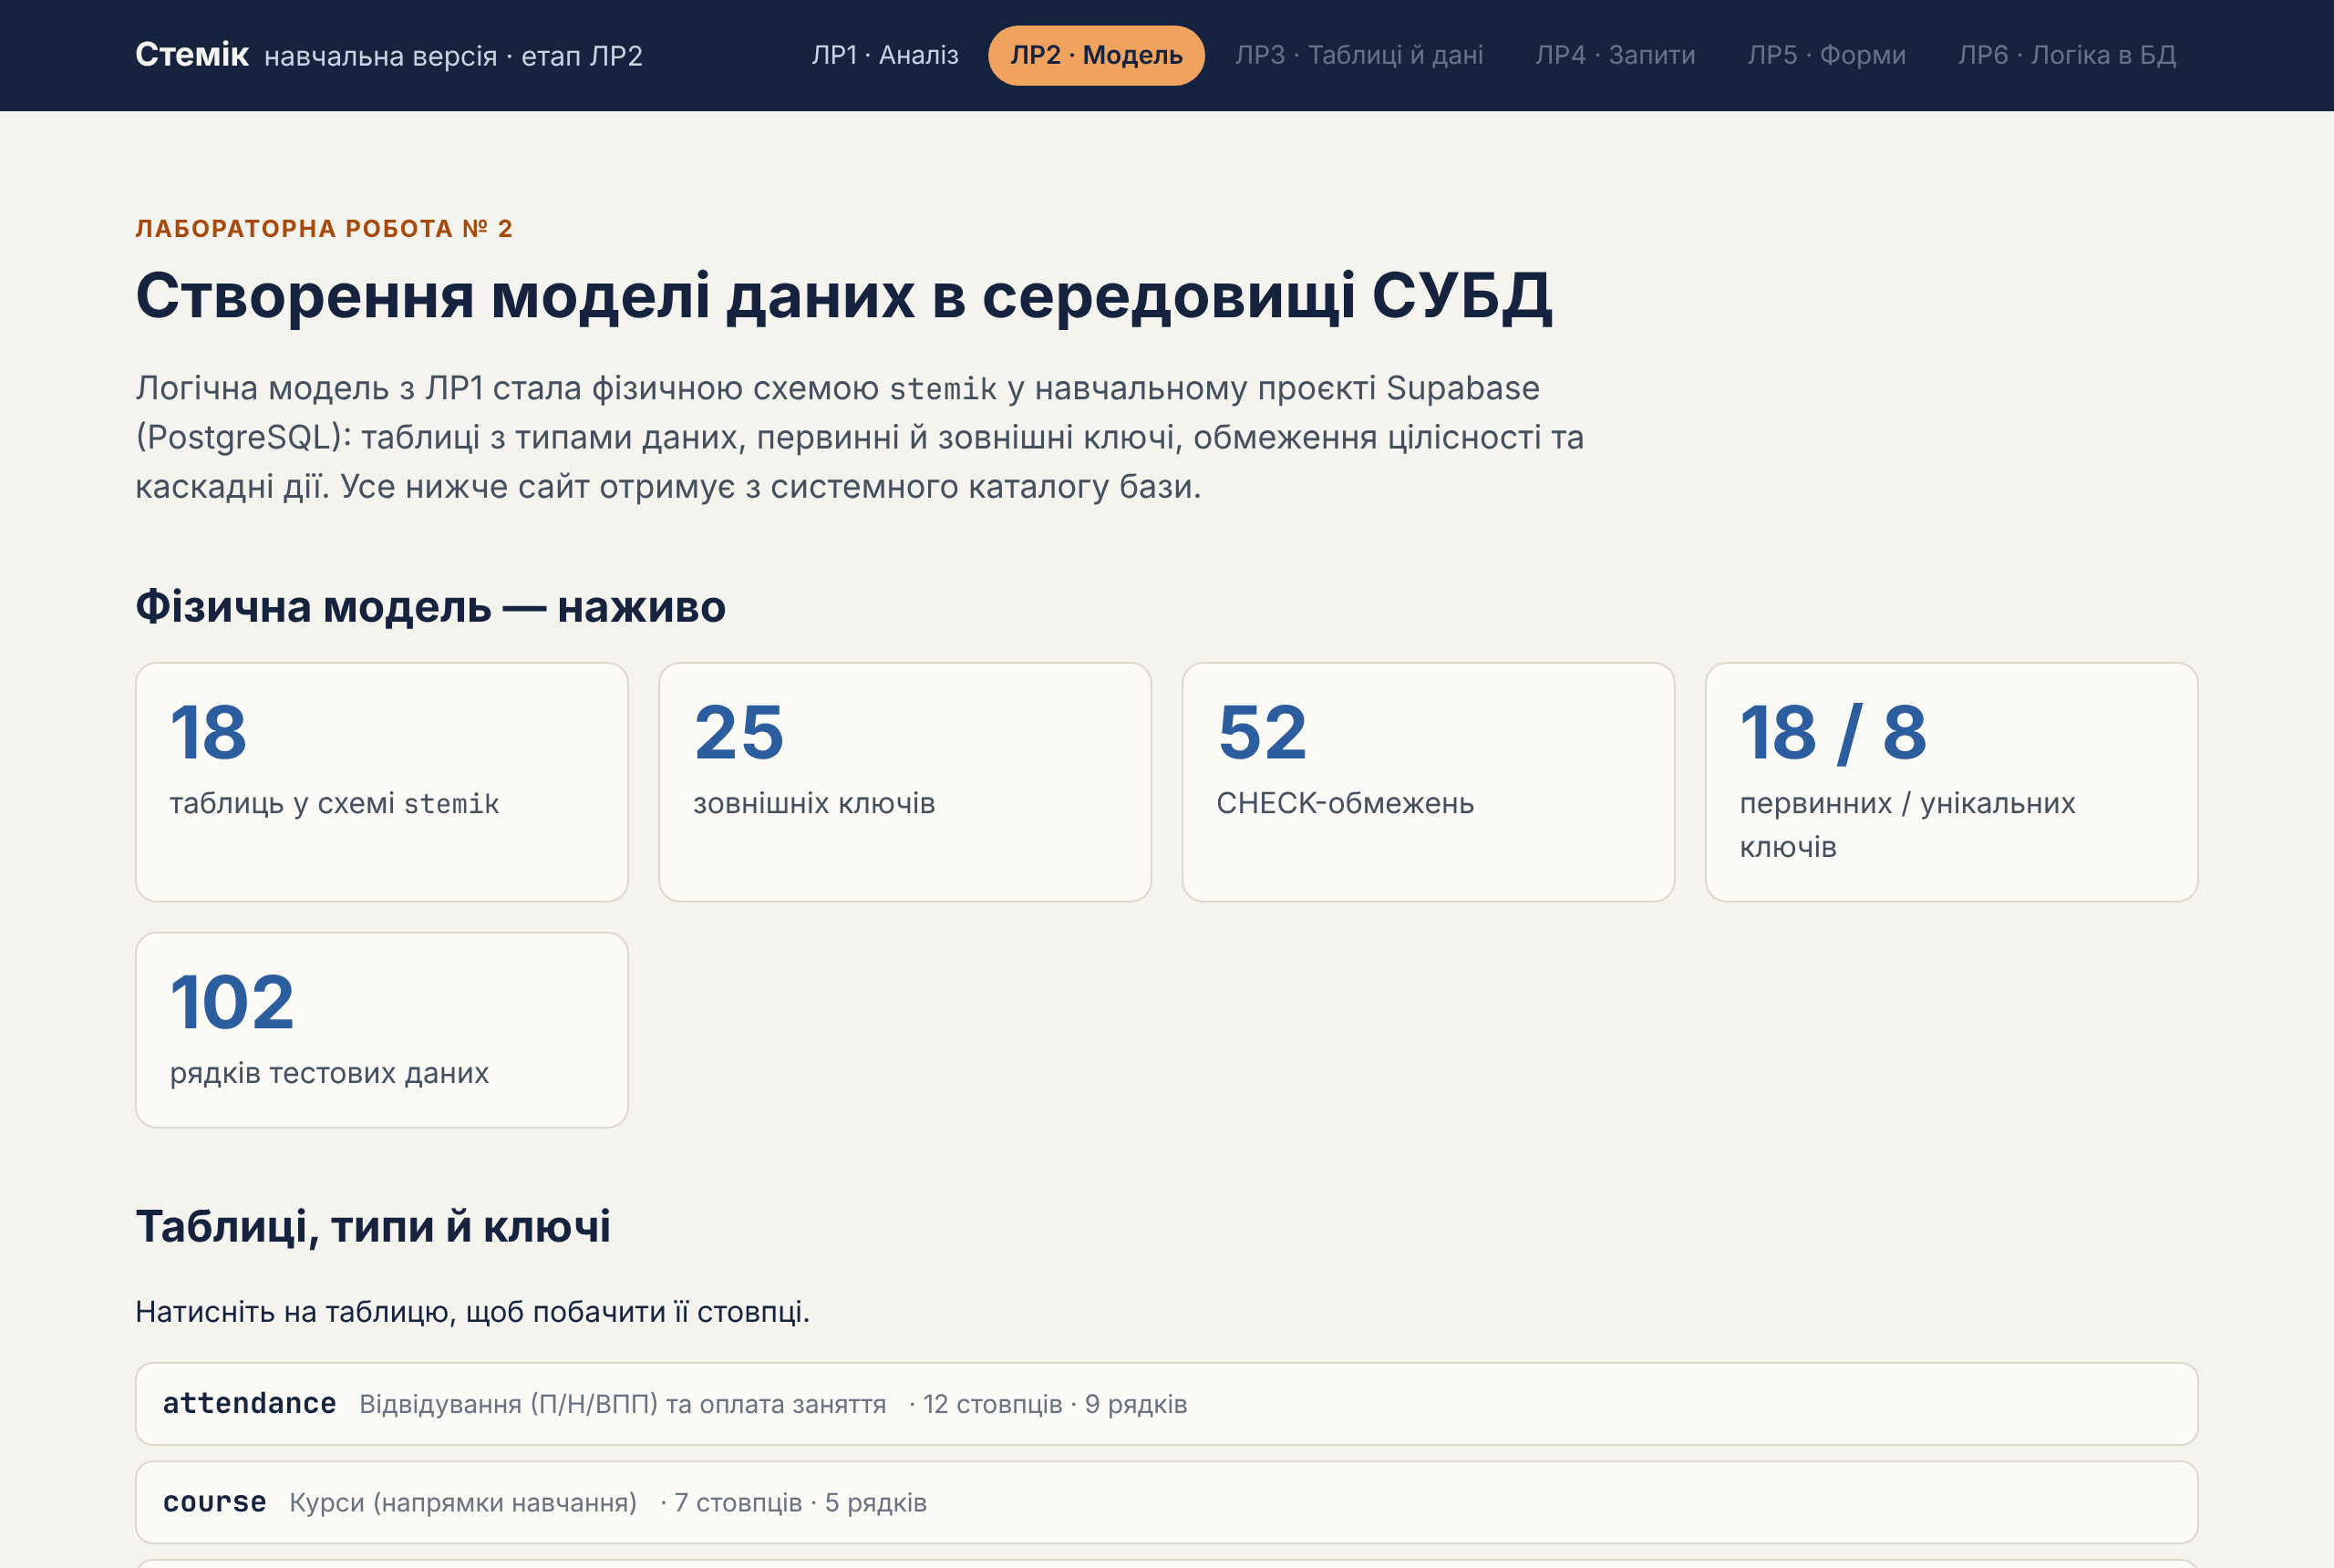 Стемік навчальна версія · етап ЛР2
ЛР1 · Аналіз
ЛР2 · Модель
ЛР3 · Таблиці й дані
ЛР4 · Запити
ЛР5 · Форми
ЛР6 · Логіка в БД
ЛАБОРАТОРНА РОБОТА № 2
Створення моделі даних в середовищі СУБД
Логічна модель з ЛР1 стала фізичною схемою stemik у навчальному проєкті Supabase
(PostgreSQL): таблиці з типами даних, первинні й зовнішні ключі, обмеження цілісності та
каскадні дії. Усе нижче сайт отримує з системного каталогу бази.
Фізична модель — наживо
18
таблиць у схемі stemik
25
зовнішніх ключів
52
CHECK-обмежень
18 / 8
первинних / унікальних
ключів
102
рядків тестових даних
Таблиці, типи й ключі
Натисніть на таблицю, щоб побачити її стовпці.
attendance Відвідування (П/Н/ВПП) та оплата заняття · 12 стовпців · 9 рядків
course Курси (напрямки навчання) · 7 стовпців · 5 рядків